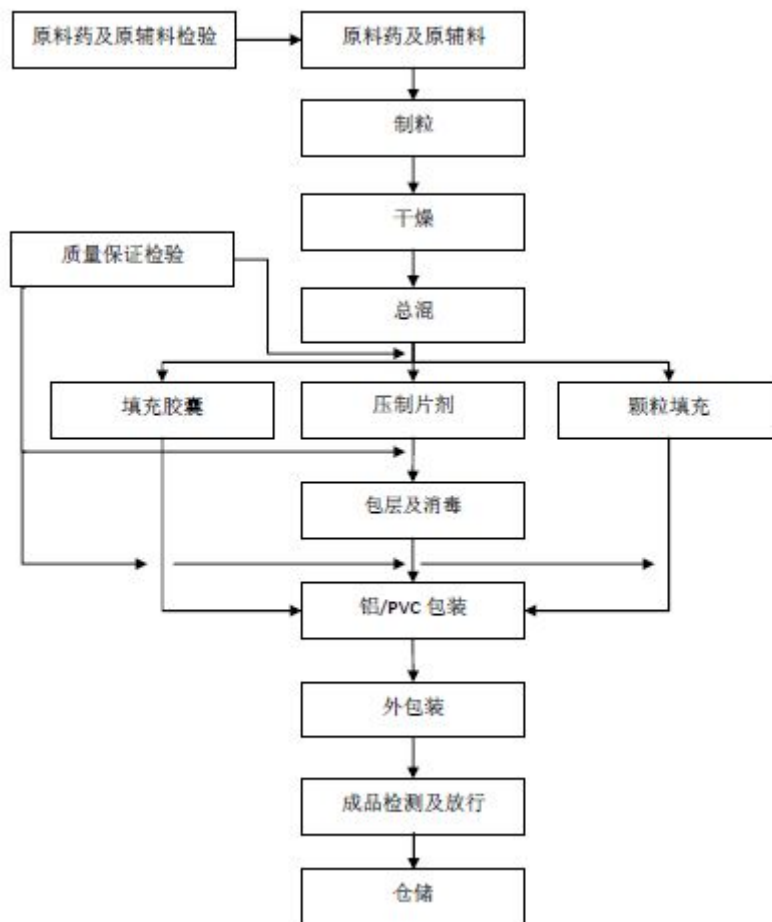 原料药及原辅料检验
原料药及原辅料
制粒
干燥
质量保证检验
总混
填充胶囊
压制片剂
颗粒填充
包层及消毒
铝/PVC 包装
外包装
成品检测及放行
仓储